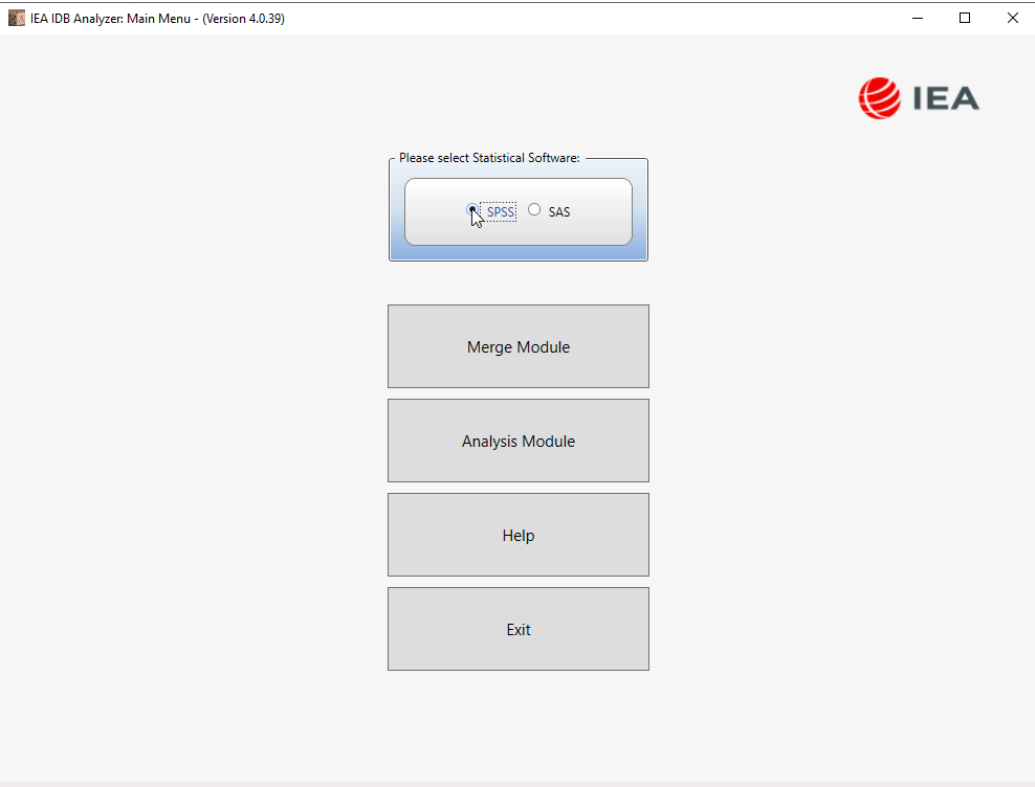 IEA IDB Analyzer: Main Menu - (Version 4.0.39)
IEA
Please select Statistical Software:
SPSS SAS
Merge Module
Analysis Module
Help
Exit